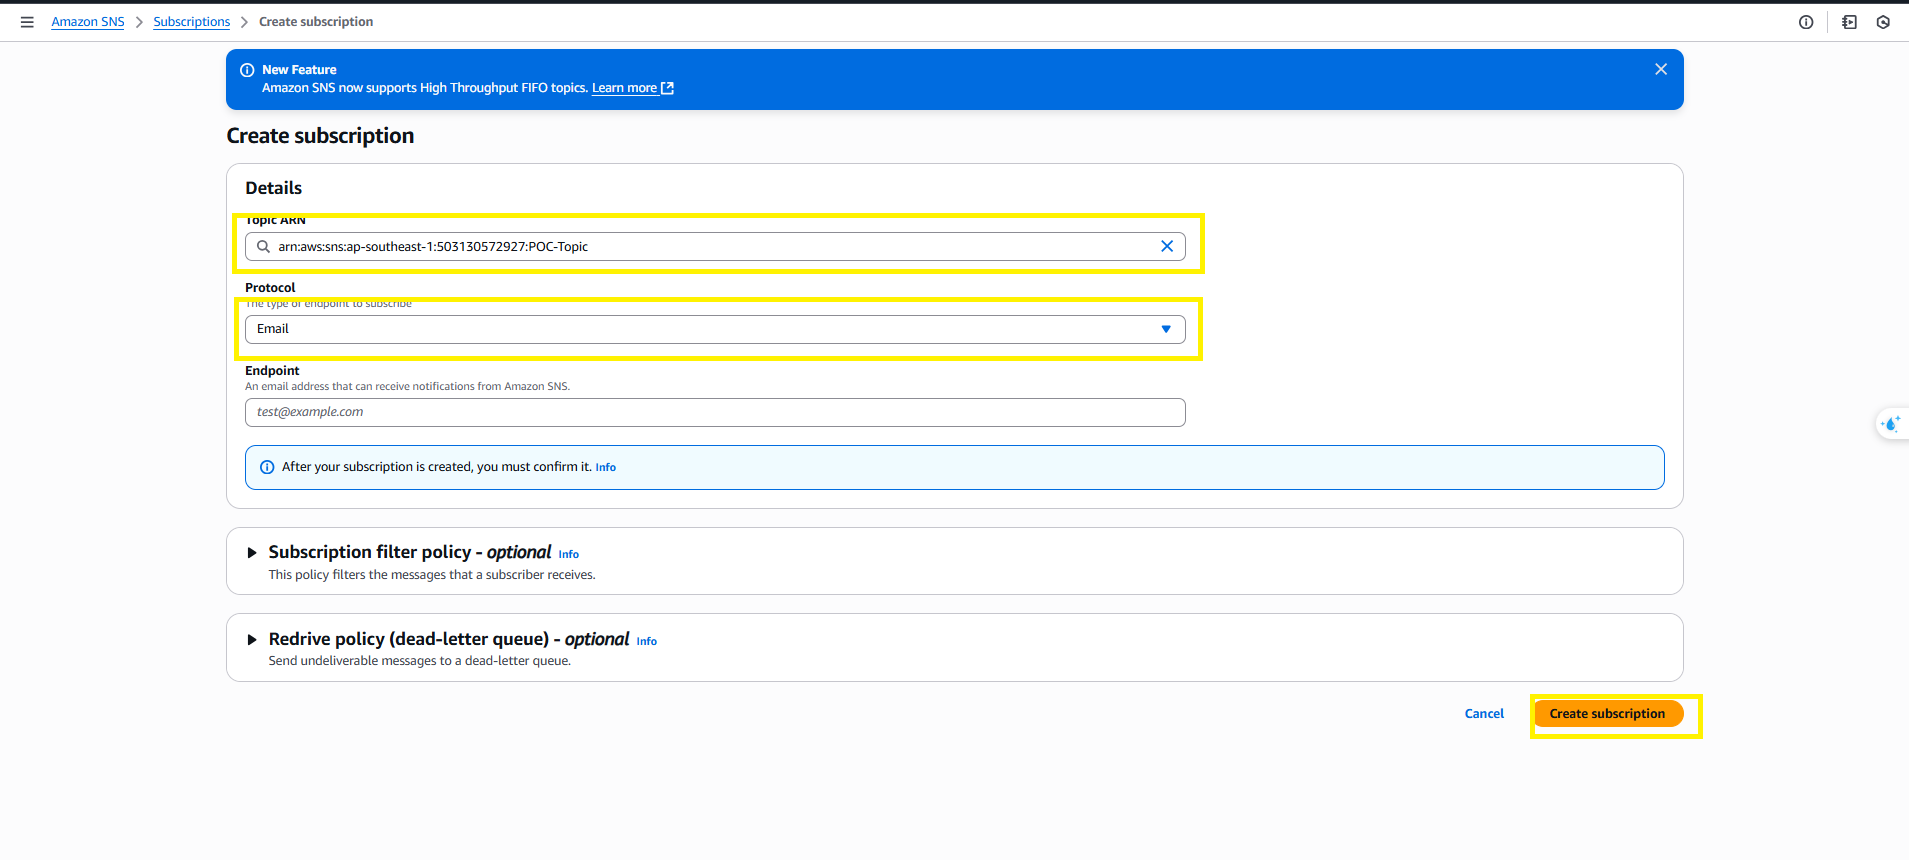 Amazon SNS > Subscriptions > Create subscription
New Feature
Amazon SNS now supports High Throughput FIFO topics. Learn more
Create subscription
Details
Topic ARN
arn:aws:sns:ap-southeast-1:503130572927:POC-Topic
Protocol
The type of endpoint to subscribe
Email
Endpoint
An email address that can receive notifications from Amazon SNS.
test@example.com
After your subscription is created, you must confirm it. Info
Subscription filter policy - optional Info
This policy filters the messages that a subscriber receives.
Redrive policy (dead-letter queue) - optional Info
Send undeliverable messages to a dead-letter queue.
Cancel Create subscription